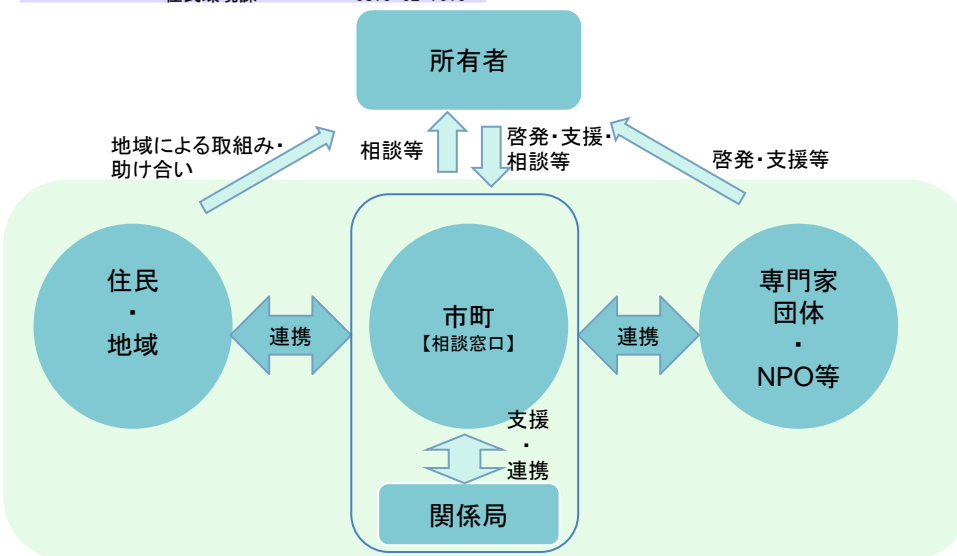 所有者
地域による取組み・
助け合い
相談等
啓発・支援・
相談等
啓発・支援等
住民
・
地域
連携
市町
【相談窓口】
連携
専門家
団体
・
NPO等
支援
・
連携
関係局